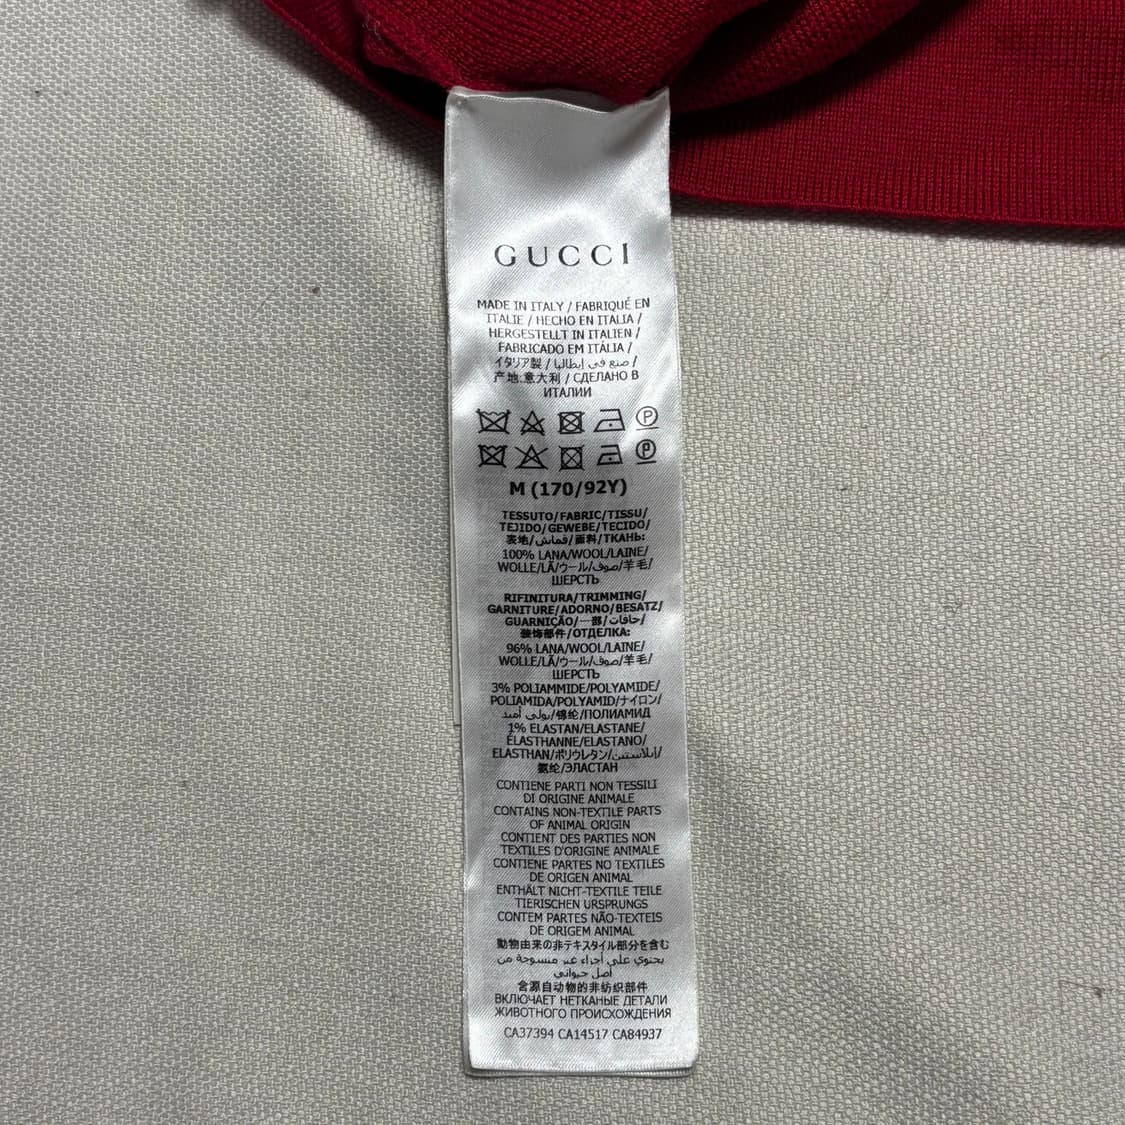 GUCCI
MADE IN ITALY / FABRIQUÉ EN
ITALIE / HECHO EN ITALIA /
HERGESTELLT IN ITALIEN /
FABRICADO EM ITÁLIA /
イタリア製 / صنع في إيطاليا /
产地:意大利 / СДЕЛАНО В
ИТАЛИИ
P
P
M (170/92Y)
TESSUTO/FABRIC/TISSU/
TEJIDO/GEWEBE/TECIDO/
表地/قماش/面料/ТКАНЬ:
100% LANA/WOOL/LAINE/
WOLLE/LÃ/ウール/صوف/羊毛/
ШЕРСТЬ
RIFINITURA/TRIMMING/
GARNITURE/ADORNO/BESATZ/
GUARNIÇÃO/一部/حافات/
装饰部件/ОТДЕЛКА:
96% LANA/WOOL/LAINE/
WOLLE/LÃ/ウール/صوف/羊毛/
ШЕРСТЬ
3% POLIAMMIDE/POLYAMIDE/
POLIAMIDA/POLYAMID/ナイロン/
بولي أميد/锦纶/ПОЛИАМИД
1% ELASTAN/ELASTANE/
ÉLASTHANNE/ELASTANO/
ELASTHAN/ポリウレタン/إيلاستين/
氨纶/ЭЛАСТАН
CONTIENE PARTI NON TESSILI
DI ORIGINE ANIMALE
CONTAINS NON-TEXTILE PARTS
OF ANIMAL ORIGIN
CONTIENT DES PARTIES NON
TEXTILES D'ORIGINE ANIMALE
CONTIENE PARTES NO TEXTILES
DE ORIGEN ANIMAL
ENTHÄLT NICHT-TEXTILE TEILE
TIERISCHEN URSPRUNGS
CONTEM PARTES NÃO-TEXTEIS
DE ORIGEM ANIMAL
動物由来の非テキスタイル部分を含む
يحتوي على أجزاء غير منسوجة من
أصل حيواني
含源自动物的非纺织部件
ВКЛЮЧАЕТ НЕТКАНЫЕ ДЕТАЛИ
ЖИВОТНОГО ПРОИСХОЖДЕНИЯ
CA37394 CA14517 CA84937